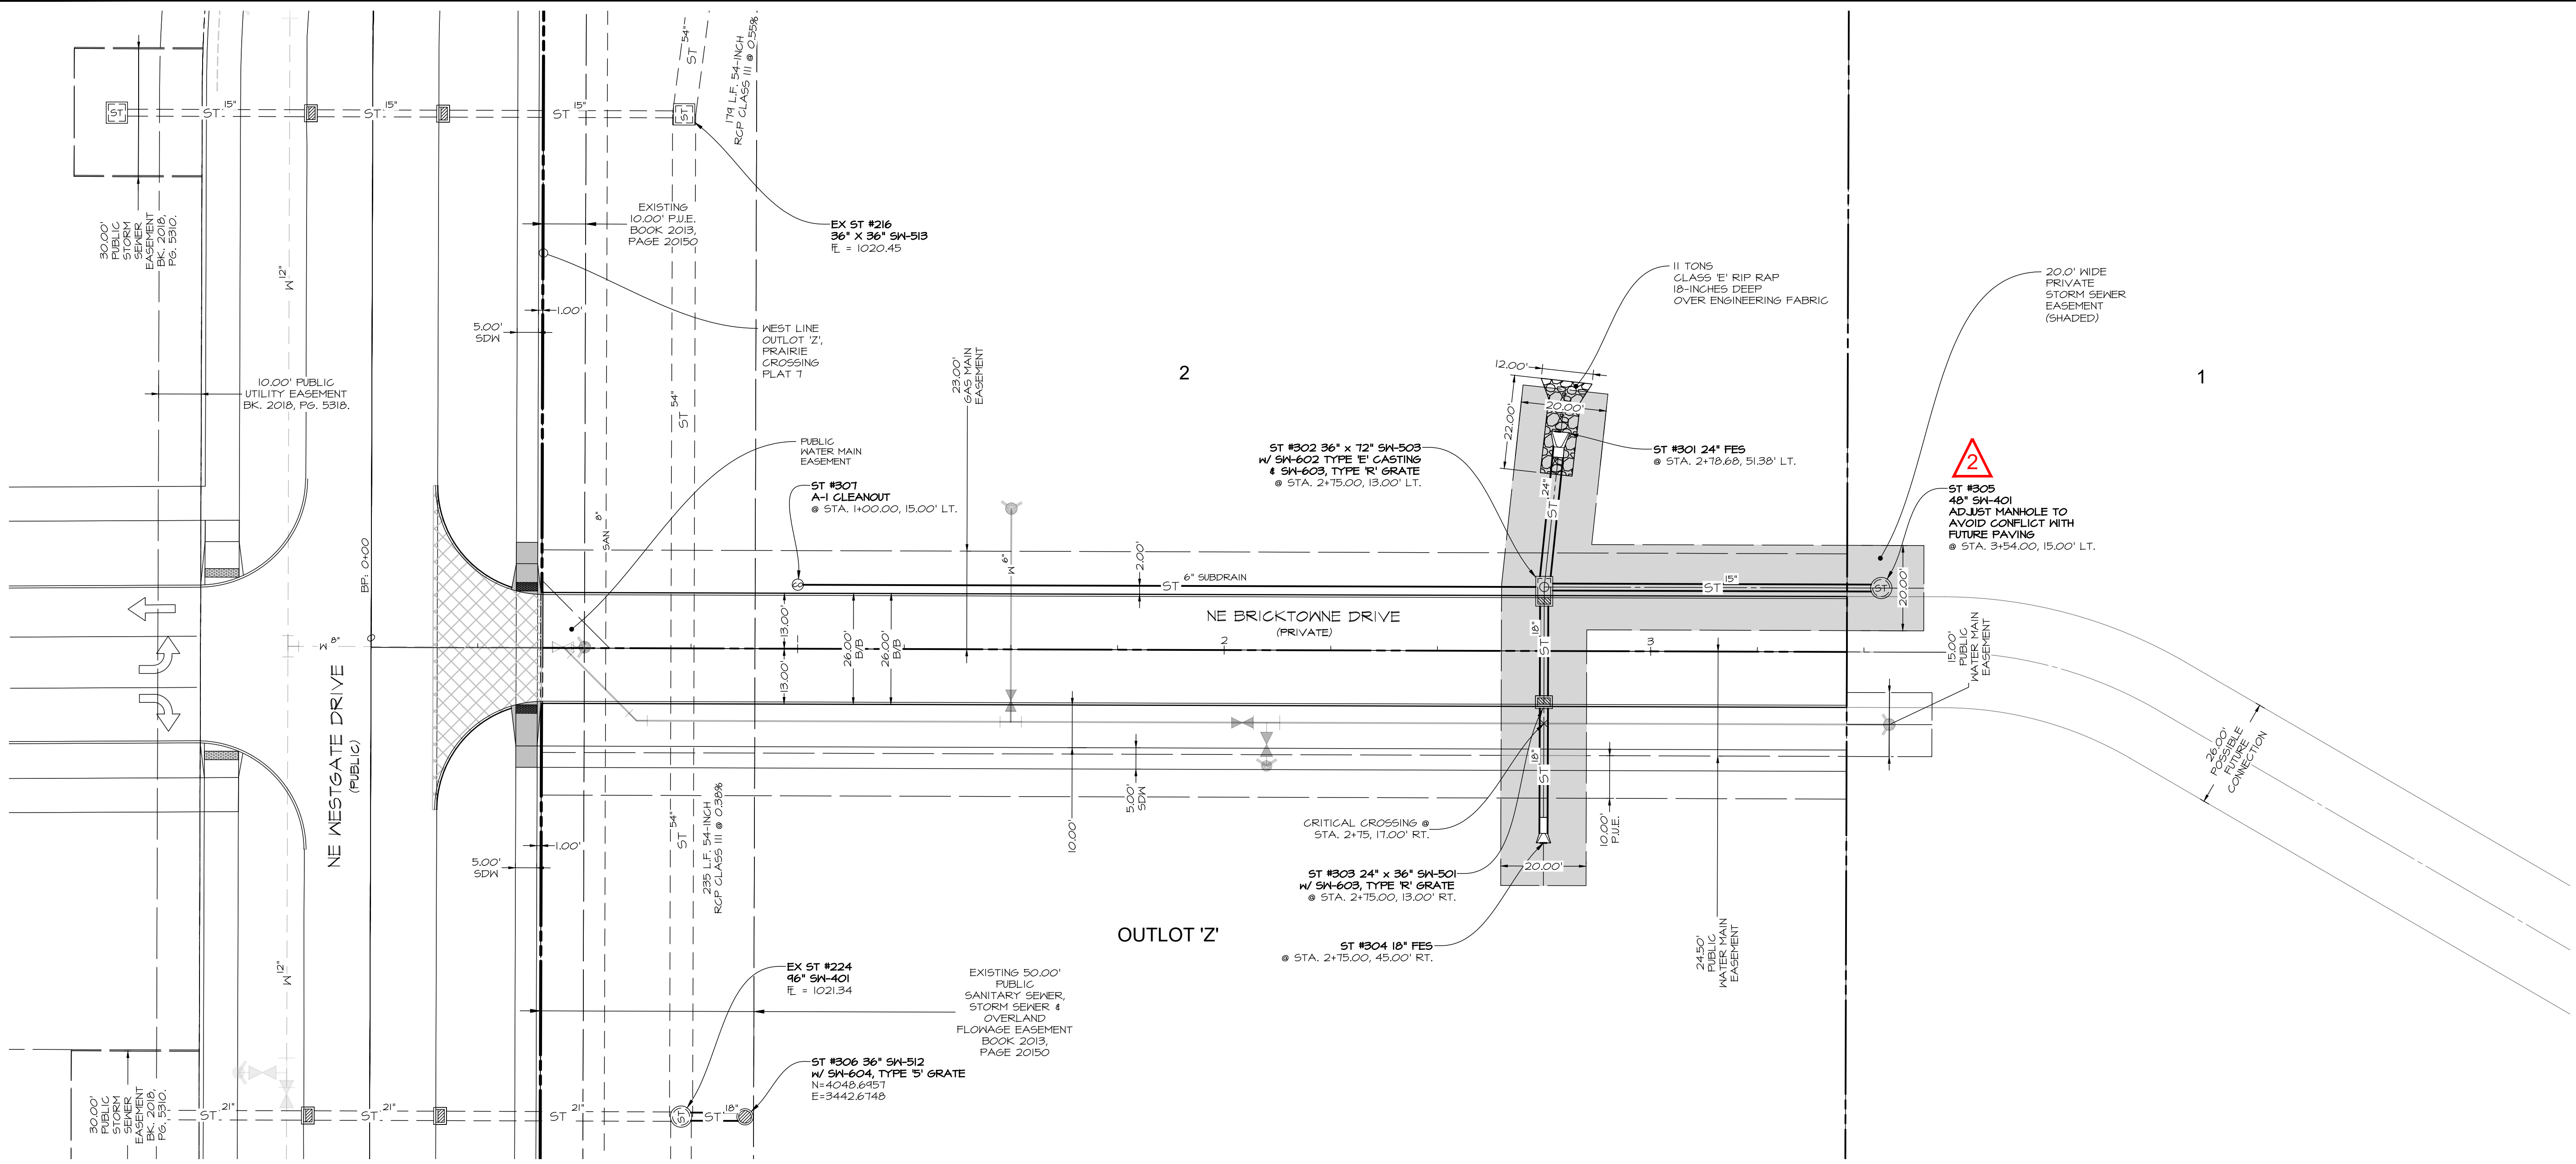 30.00'
PUBLIC
STORM
SEWER
EASEMENT
BK. 2018,
PG. 5310.
ST
ST
15"
ST
15"
ST
15"
ST
ST
54"
179 L.F. 54-INCH
RCP CLASS III @ 0.55%
EXISTING
10.00' P.U.E.
BOOK 2013,
PAGE 20150
EX ST #216
36" X 36" SW-513
FL = 1020.45
W
12"
1.00'
5.00'
SDW
WEST LINE
OUTLOT 'Z',
PRAIRIE
CROSSING
PLAT 7
10.00' PUBLIC
UTILITY EASEMENT
BK. 2018, PG. 5318.
ST
54"
23.00'
GAS MAIN
EASEMENT
2
1
11 TONS
CLASS 'E' RIP RAP
18-INCHES DEEP
OVER ENGINEERING FABRIC
20.0' WIDE
PRIVATE
STORM SEWER
EASEMENT
(SHADED)
12.00'
20.00'
22.00'
PUBLIC
WATER MAIN
EASEMENT
ST #307
A-1 CLEANOUT
@ STA. 1+00.00, 15.00' LT.
ST #302 36" x 72" SW-503
w/ SW-602 TYPE 'E' CASTING
& SW-603, TYPE 'R' GRATE
@ STA. 2+75.00, 13.00' LT.
ST #301 24" FES
@ STA. 2+78.68, 51.38' LT.
2
ST #305
48" SW-401
ADJUST MANHOLE TO
AVOID CONFLICT WITH
FUTURE PAVING
@ STA. 3+54.00, 15.00' LT.
SAN
8"
W
6"
ST
24"
BP: 0+00
CO
2.00'
ST
6" SUBDRAIN
ST
15"
ST
20.00'
NE BRICKTOWNE DRIVE
(PRIVATE)
13.00'
13.00'
26.00'
B/B
26.00'
B/B
2
3
18"
ST
W
8"
NE WESTGATE DRIVE
(PUBLIC)
15.00'
PUBLIC
WATER MAIN
EASEMENT
18"
ST
26.00'
POSSIBLE
FUTURE
CONNECTION
5.00'
SDW
10.00'
10.00'
P.U.E.
CRITICAL CROSSING @
STA. 2+75, 17.00' RT.
1.00'
5.00'
SDW
ST
54"
235 L.F. 54-INCH
RCP CLASS III @ 0.38%
20.00'
ST #303 24" x 36" SW-501
w/ SW-603, TYPE 'R' GRATE
@ STA. 2+75.00, 13.00' RT.
OUTLOT 'Z'
ST #304 18" FES
@ STA. 2+75.00, 45.00' RT.
24.50'
PUBLIC
WATER MAIN
EASEMENT
W
12"
EX ST #224
96" SW-401
FL = 1021.34
EXISTING 50.00'
PUBLIC
SANITARY SEWER,
STORM SEWER &
OVERLAND
FLOWAGE EASEMENT
BOOK 2013,
PAGE 20150
ST #306 36" SW-512
w/ SW-604, TYPE '5' GRATE
N=4048.6957
E=3442.6748
30.00'
PUBLIC
STORM
SEWER
EASEMENT
BK. 2018,
PG. 5310.
ST
21"
ST
21"
ST
21"
ST
ST
18"